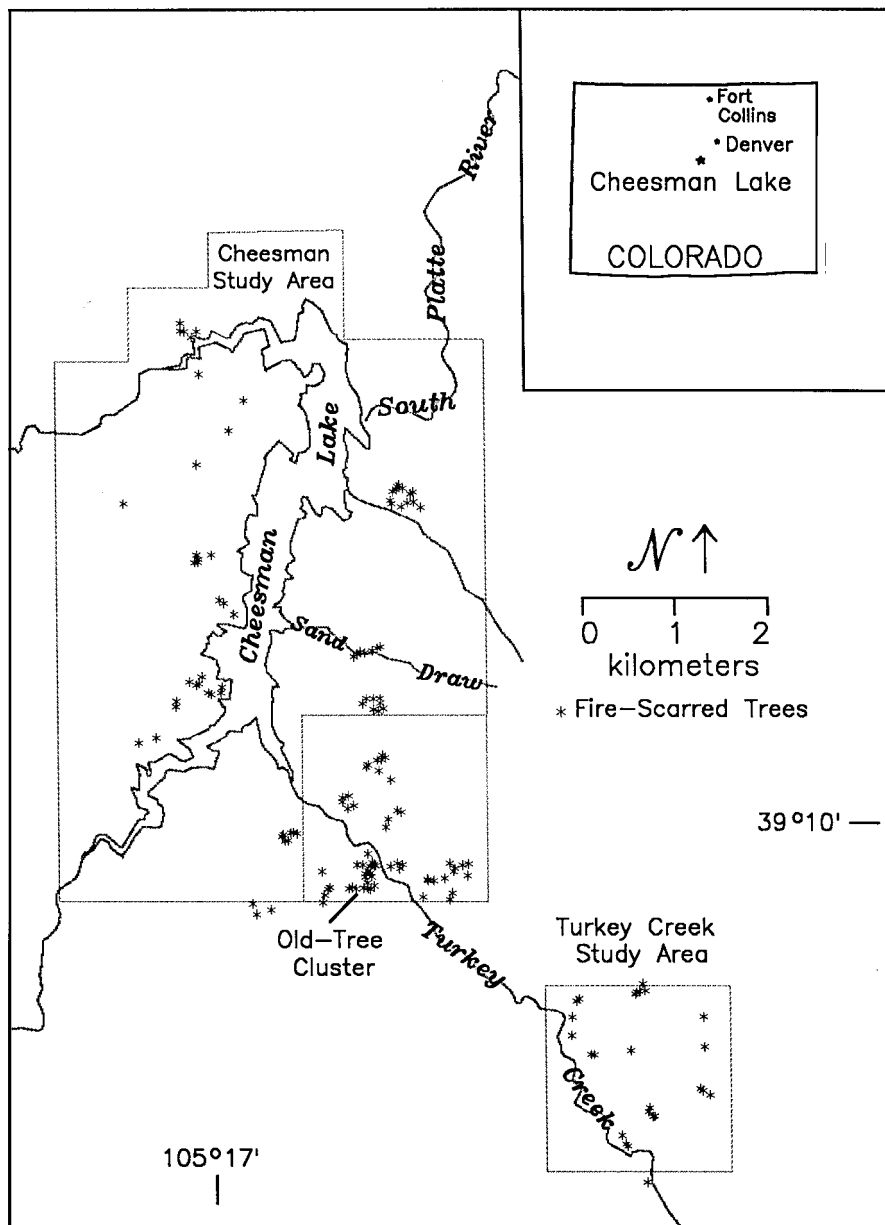 Fort
Collins
Denver
Cheesman Lake
COLORADO
River
Platte
South
Cheesman
Study Area
Lake
Cheesman
Sand
Draw
N
0 1 2
kilometers
* Fire-Scarred Trees
39°10'
Old-Tree
Cluster
Turkey
Creek
Turkey Creek
Study Area
105°17'